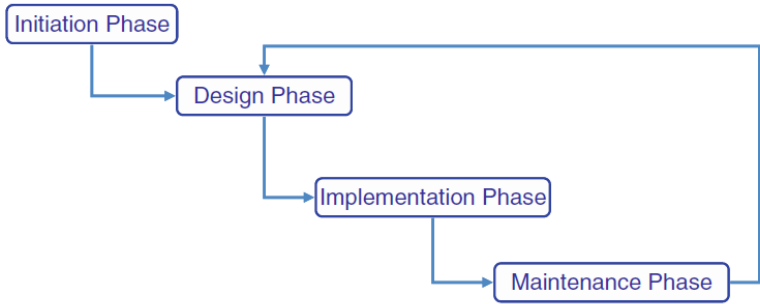 Initiation Phase
Design Phase
Implementation Phase
Maintenance Phase